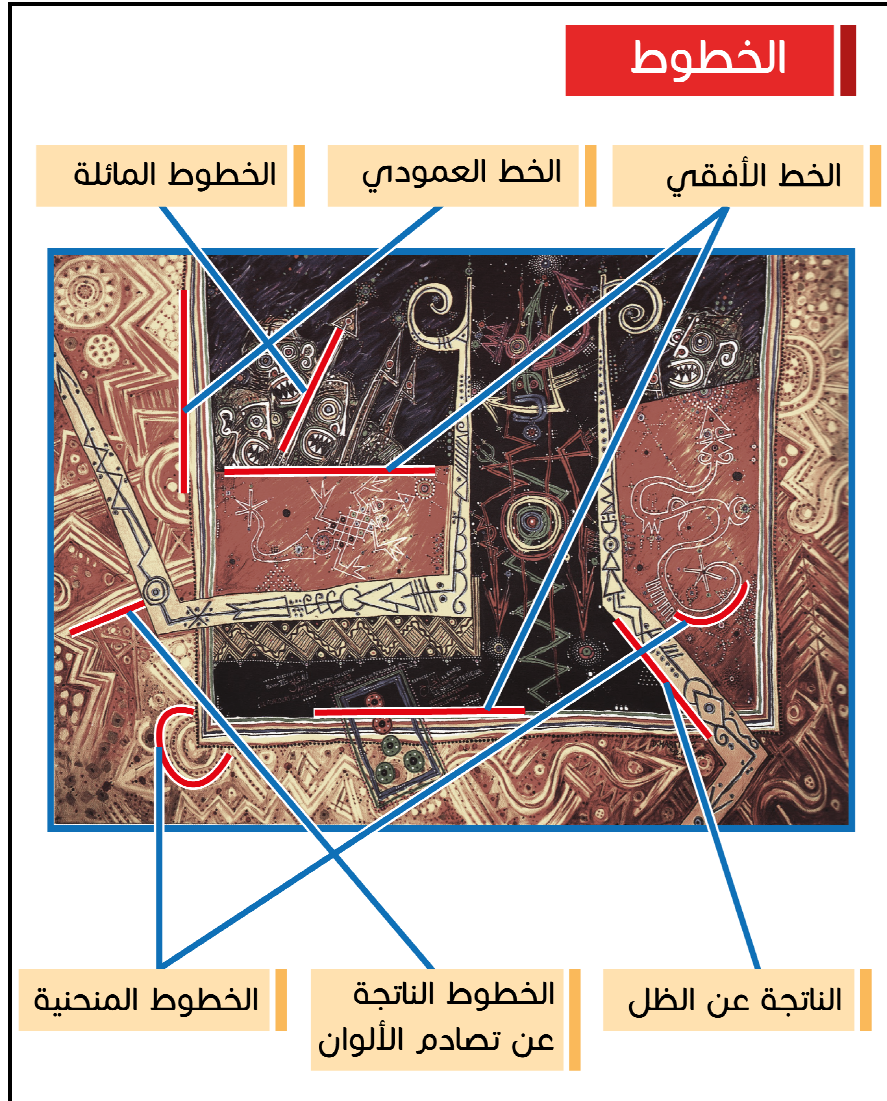 الخطوط
الخط الأفقي
الخط العمودي
الخطوط المائلة
الناتجة عن الظل
الخطوط الناتجة
عن تصادم الألوان
الخطوط المنحنية